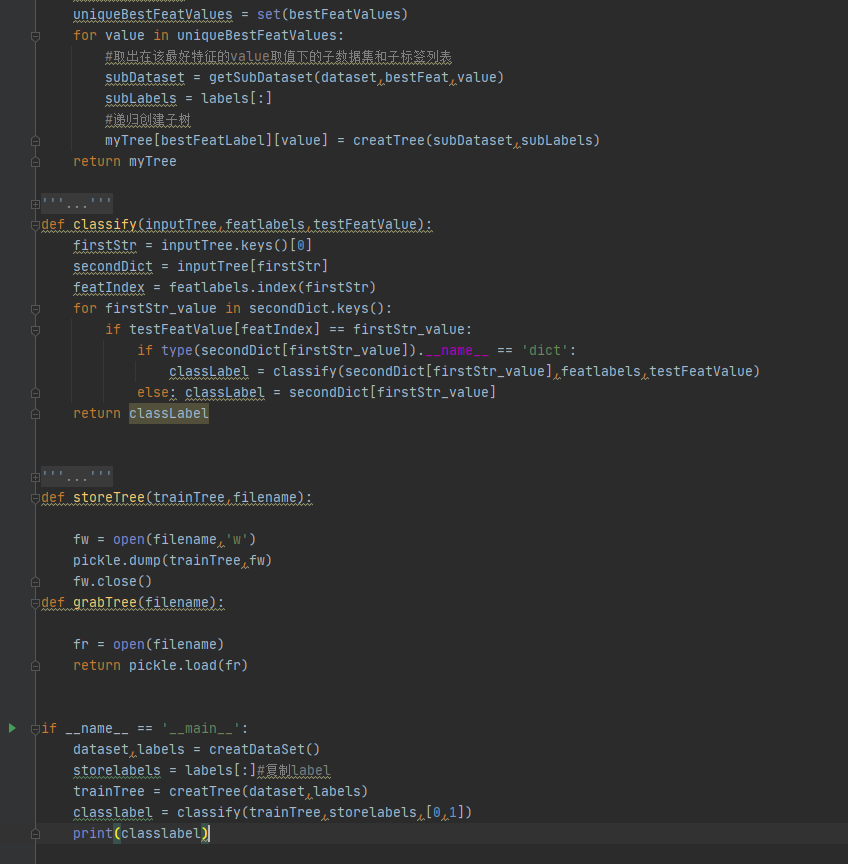 uniqueBestFeatValues = set(bestFeatValues)
for value in uniqueBestFeatValues:
#取出在该最好特征的value取值下的子数据集和子标签列表
subDataset = getSubDataset(dataset,bestFeat,value)
subLabels = labels[:]
#递归创建子树
myTree[bestFeatLabel][value] = creatTree(subDataset,subLabels)
return myTree
'''...'''
def classify(inputTree,featlabels,testFeatValue):
firstStr = inputTree.keys()[0]
secondDict = inputTree[firstStr]
featIndex = featlabels.index(firstStr)
for firstStr_value in secondDict.keys():
if testFeatValue[featIndex] == firstStr_value:
if type(secondDict[firstStr_value]).__name__ == 'dict':
classLabel = classify(secondDict[firstStr_value],featlabels,testFeatValue)
else: classLabel = secondDict[firstStr_value]
return classLabel
'''...'''
def storeTree(trainTree,filename):
fw = open(filename,'w')
pickle.dump(trainTree,fw)
fw.close()
def grabTree(filename):
fr = open(filename)
return pickle.load(fr)
if __name__ == '__main__':
dataset,labels = creatDataSet()
storelabels = labels[:]#复制label
trainTree = creatTree(dataset,labels)
classlabel = classify(trainTree,storelabels,[0,1])
print(classlabel)